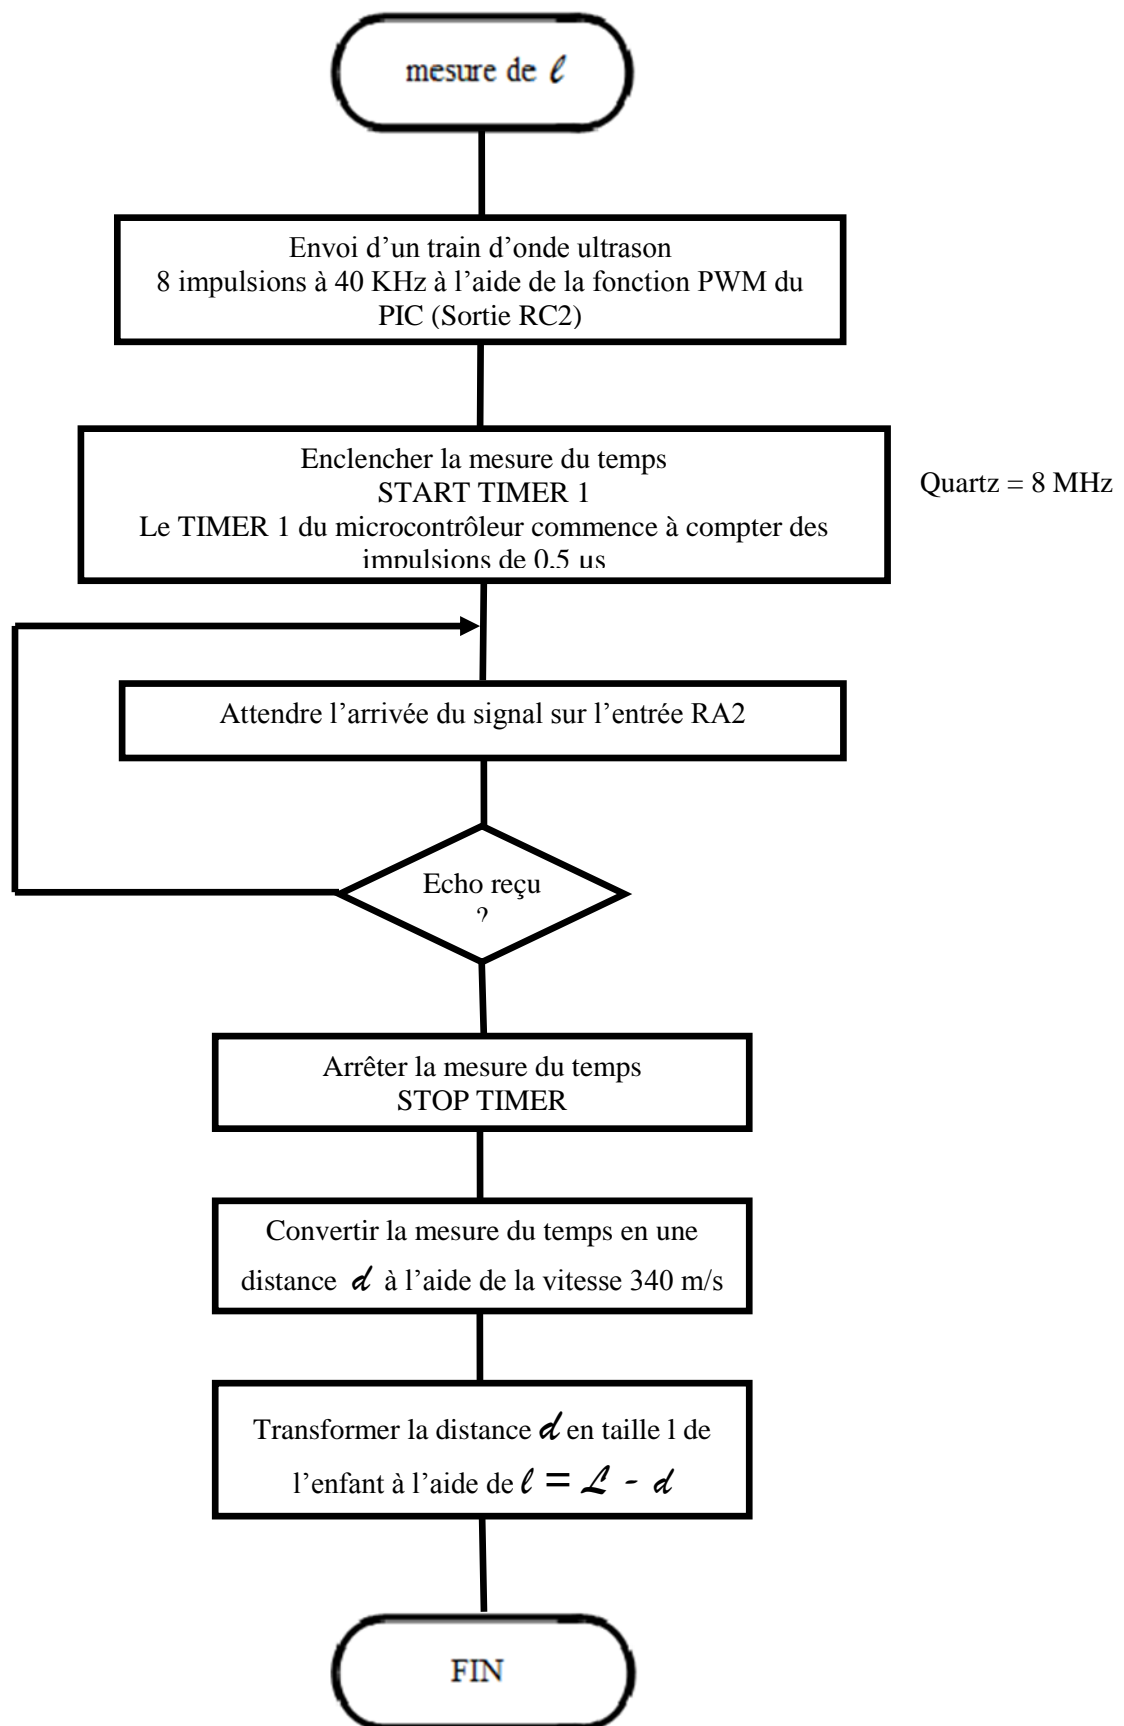 mesure de ℓ
Envoi d'un train d'onde ultrason
8 impulsions à 40 KHz à l'aide de la fonction PWM du
PIC (Sortie RC2)
Enclencher la mesure du temps
START TIMER 1
Le TIMER 1 du microcontrôleur commence à compter des
impulsions de 0.5 µs
Quartz = 8 MHz
Attendre l'arrivée du signal sur l'entrée RA2
Echo reçu
?
Arrêter la mesure du temps
STOP TIMER
Convertir la mesure du temps en une
distance d à l'aide de la vitesse 340 m/s
Transformer la distance d en taille l de
l'enfant à l'aide de ℓ = L - d
FIN